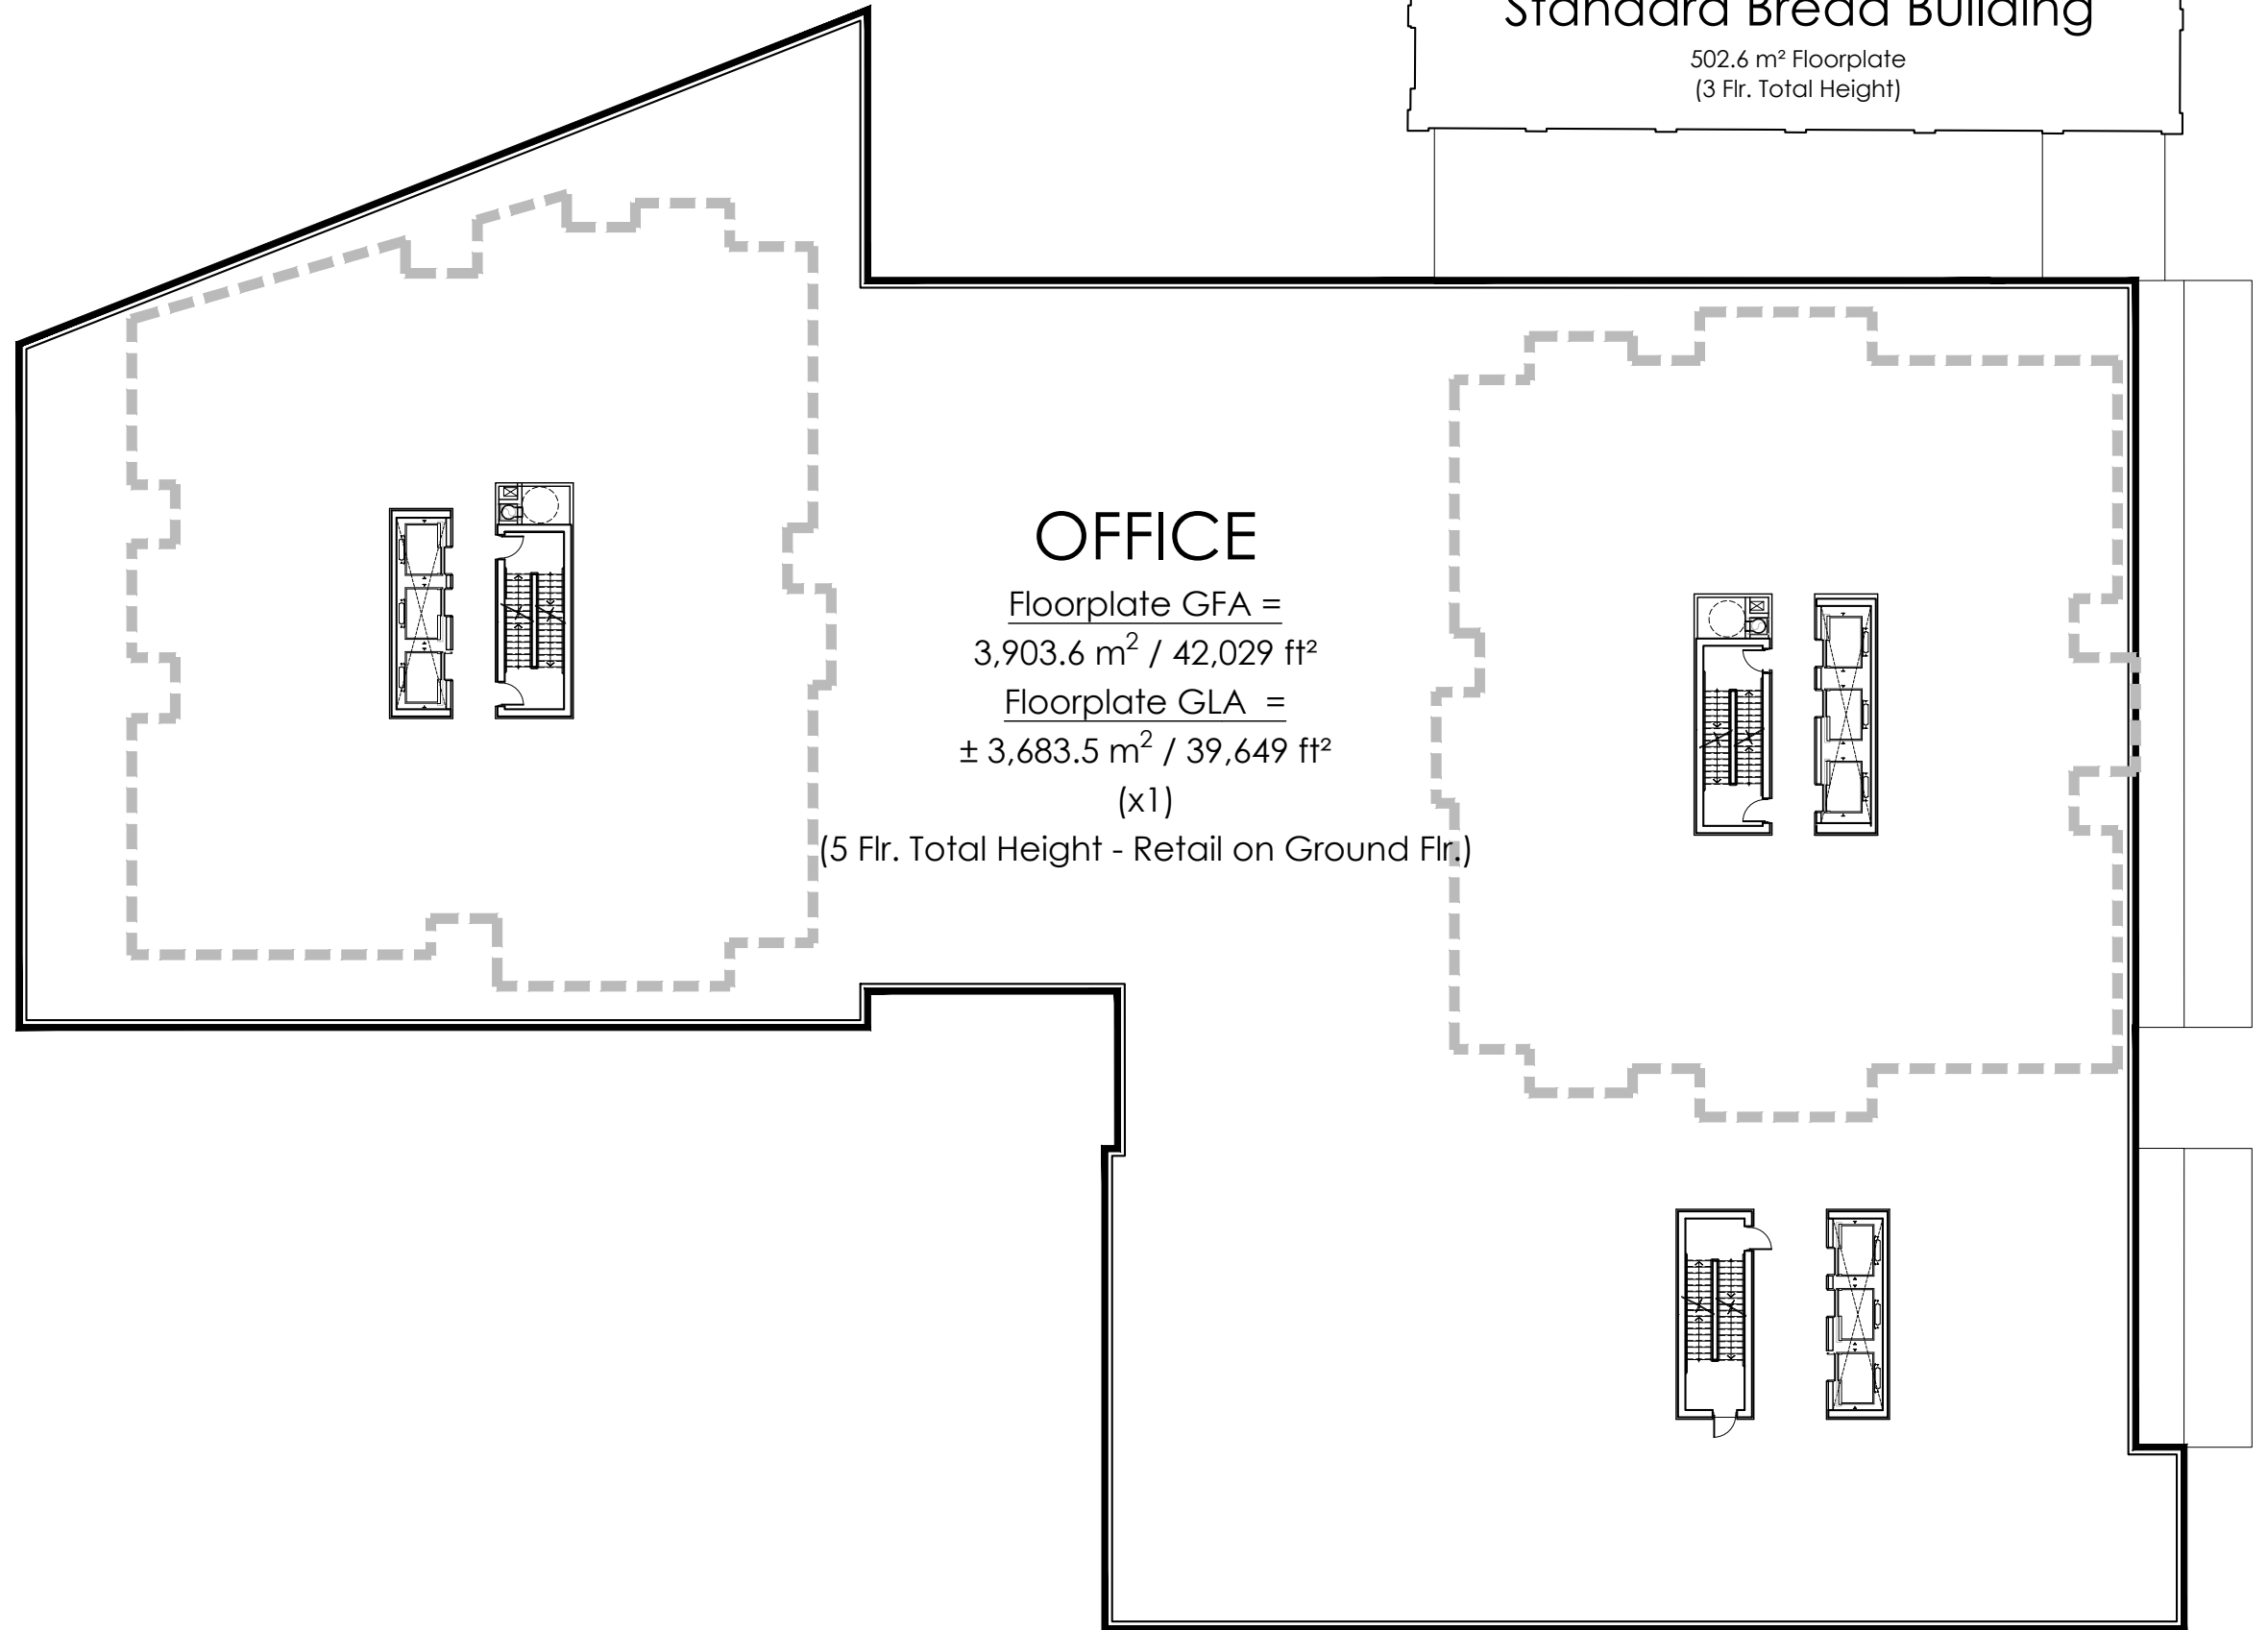 Standard Bread Building
502.6 m² Floorplate
(3 Flr. Total Height)
OFFICE
Floorplate GFA =
3,903.6 m² / 42,029 ft²
Floorplate GLA =
± 3,683.5 m² / 39,649 ft²
(x1)
(5 Flr. Total Height - Retail on Ground Flr.)